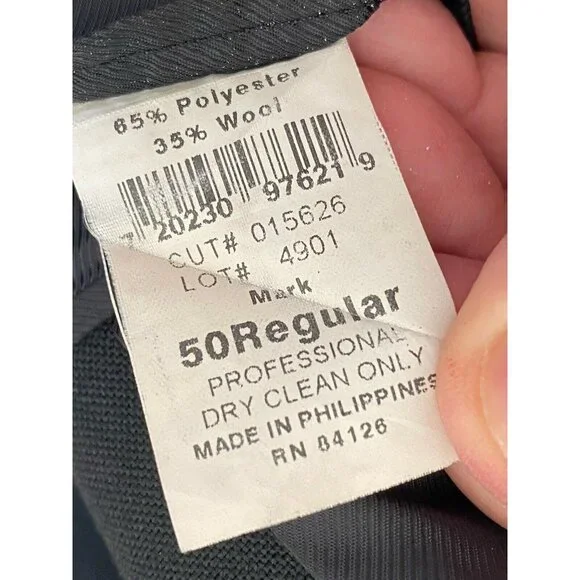 65% Polyester
35% Wool
7 20230 97621 9
CUT# 015626
LOT# 4901
Mark
50Regular
PROFESSIONAL
DRY CLEAN ONLY
MADE IN PHILIPPINES
RN 84126